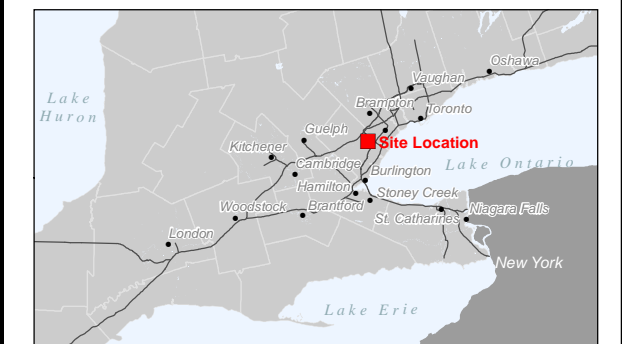 Oshawa
Vaughan
Lake
Huron
Brampton
Toronto
Guelph
Kitchener
Site Location
Cambridge
Burlington
Lake Ontario
Hamilton
Stoney Creek
Woodstock
Brantford
St. Catharines
Niagara Falls
London
New York
Lake Erie